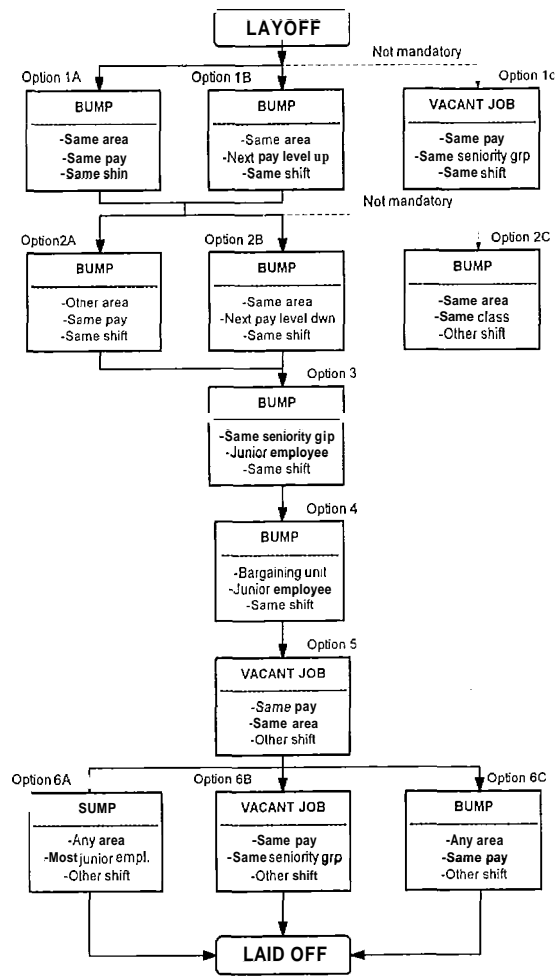 LAYOFF
Not mandatory
Option 1A
Option 1B
Option 1c
BUMP
-Same area
-Same pay
-Same shin
BUMP
-Same area
-Next pay level up
-Same shift
VACANT JOB
-Same pay
-Same seniority grp
-Same shift
Not mandatory
Option2A
Option 2B
Option 2C
BUMP
-Other area
-Same pay
-Same shift
BUMP
-Same area
-Next pay level dwn
-Same shift
BUMP
-Same area
-Same class
-Other shift
Option 3
BUMP
-Same seniority gip
-Junior employee
-Same shift
Option 4
BUMP
-Bargaining unit
-Junior employee
-Same shift
Option 5
VACANT JOB
-Same pay
-Same area
-Other shift
Option 6A
Option 6B
Option 6C
SUMP
-Any area
-Most junior empl.
-Other shift
VACANT JOB
-Same pay
-Same seniority grp
-Other shift
BUMP
-Any area
-Same pay
-Other shift
LAID OFF